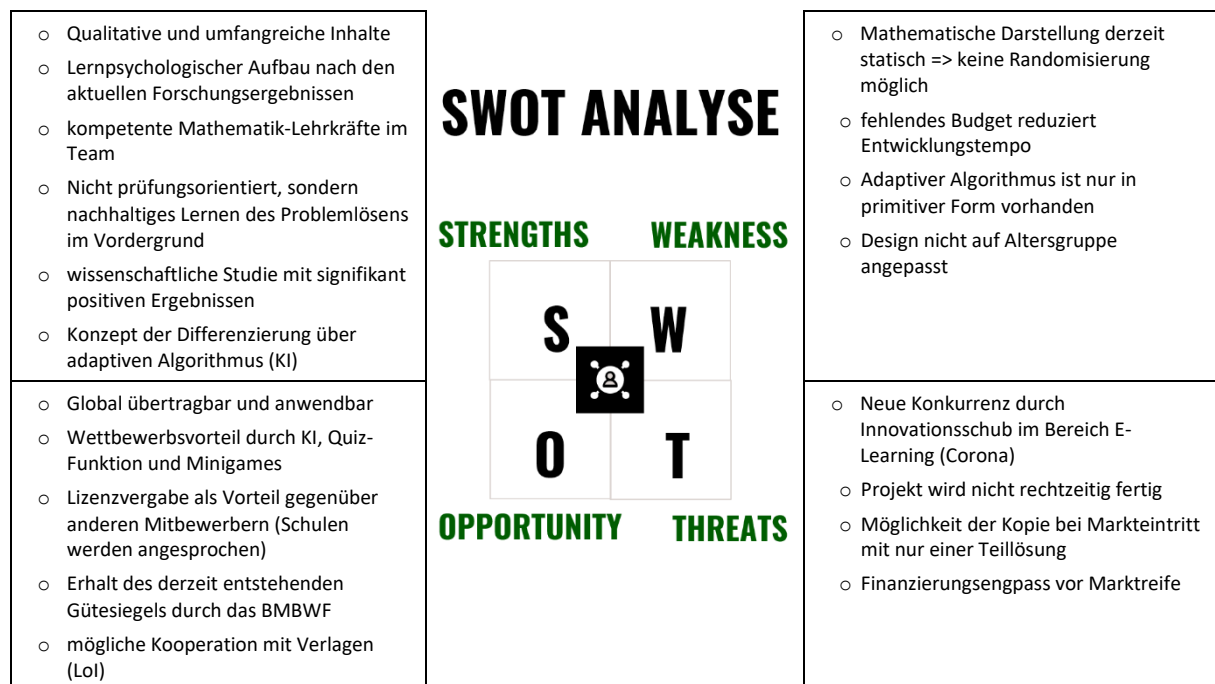 Qualitative und umfangreiche Inhalte
Lernpsychologischer Aufbau nach den
aktuellen Forschungsergebnissen
kompetente Mathematik-Lehrkräfte im
Team
Nicht prüfungsorientiert, sondern
nachhaltiges Lernen des Problemlösens
im Vordergrund
wissenschaftliche Studie mit signifikant
positiven Ergebnissen
Konzept der Differenzierung über
adaptiven Algorithmus (KI)
SWOT ANALYSE
STRENGTHS WEAKNESS
S W
O T
OPPORTUNITY THREATS
Mathematische Darstellung derzeit
statisch => keine Randomisierung
möglich
fehlendes Budget reduziert
Entwicklungstempo
Adaptiver Algorithmus ist nur in
primitiver Form vorhanden
Design nicht auf Altersgruppe
angepasst
Global übertragbar und anwendbar
Wettbewerbsvorteil durch KI, Quiz-
Funktion und Minigames
Lizenzvergabe als Vorteil gegenüber
anderen Mitbewerbern (Schulen
werden angesprochen)
Erhalt des derzeit entstehenden
Gütesiegels durch das BMBWF
mögliche Kooperation mit Verlagen
(LoI)
Neue Konkurrenz durch
Innovationsschub im Bereich E-
Learning (Corona)
Projekt wird nicht rechtzeitig fertig
Möglichkeit der Kopie bei Markteintritt
mit nur einer Teillösung
Finanzierungsengpass vor Marktreife